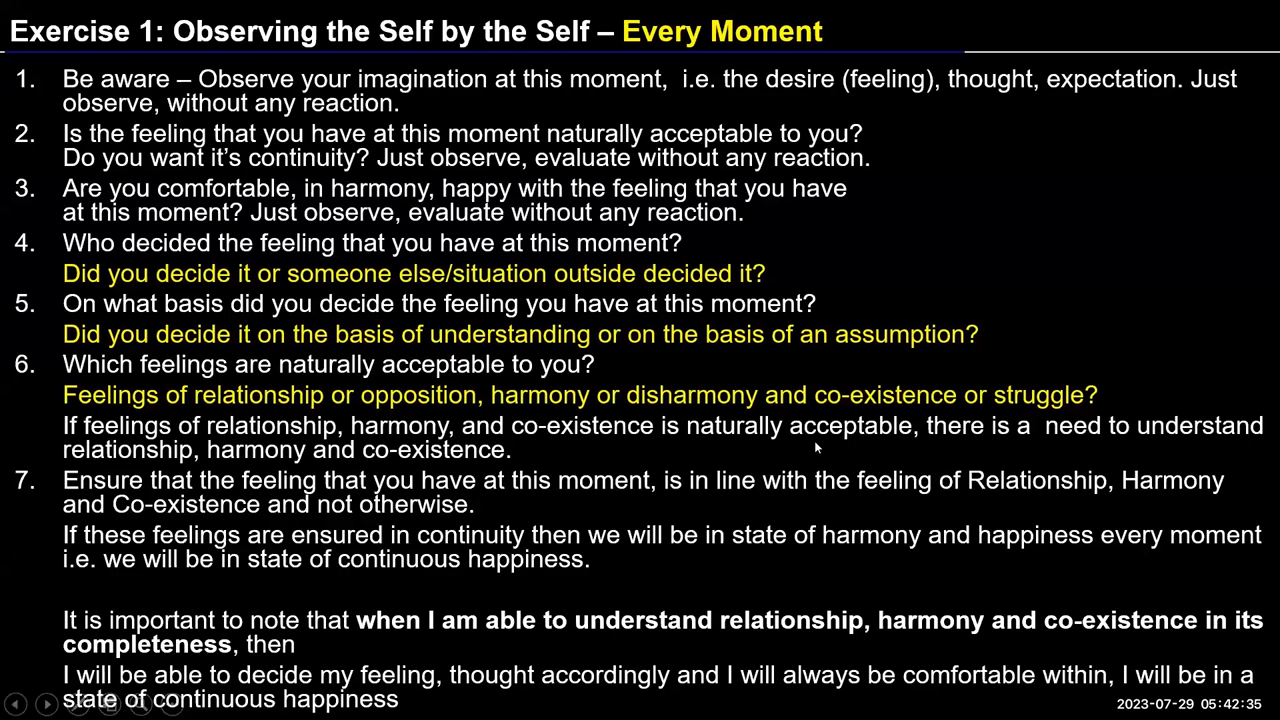 Exercise 1: Observing the Self by the Self – Every Moment
1. Be aware – Observe your imagination at this moment, i.e. the desire (feeling), thought, expectation. Just
observe, without any reaction.
2. Is the feeling that you have at this moment naturally acceptable to you?
Do you want it's continuity? Just observe, evaluate without any reaction.
3. Are you comfortable, in harmony, happy with the feeling that you have
at this moment? Just observe, evaluate without any reaction.
4. Who decided the feeling that you have at this moment?
Did you decide it or someone else/situation outside decided it?
5. On what basis did you decide the feeling you have at this moment?
Did you decide it on the basis of understanding or on the basis of an assumption?
6. Which feelings are naturally acceptable to you?
Feelings of relationship or opposition, harmony or disharmony and co-existence or struggle?
If feelings of relationship, harmony, and co-existence is naturally acceptable, there is a need to understand
relationship, harmony and co-existence.
7. Ensure that the feeling that you have at this moment, is in line with the feeling of Relationship, Harmony
and Co-existence and not otherwise.
If these feelings are ensured in continuity then we will be in state of harmony and happiness every moment
i.e. we will be in state of continuous happiness.
It is important to note that when I am able to understand relationship, harmony and co-existence in its
completeness, then
I will be able to decide my feeling, thought accordingly and I will always be comfortable within, I will be in a
state of continuous happiness
2023-07-29 05:42:35